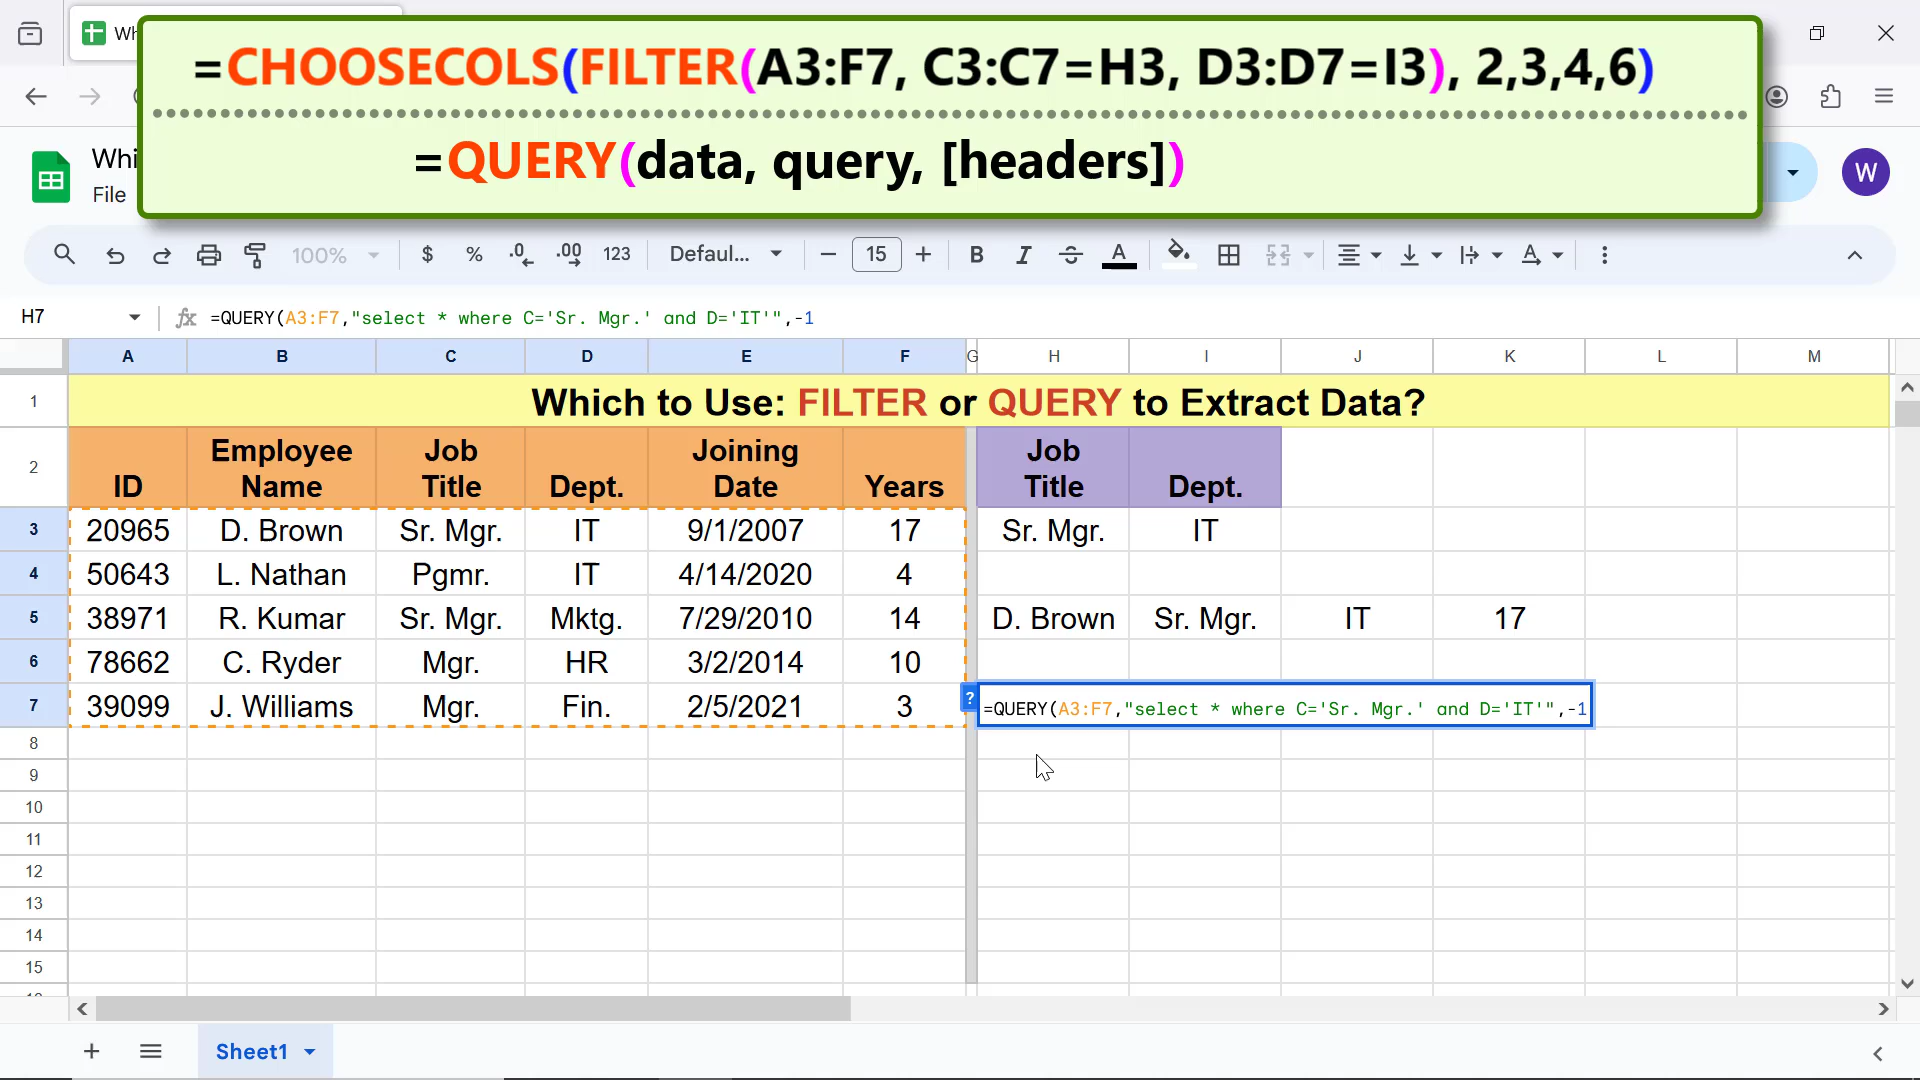 Wh
=CHOOSECOLS(FILTER(A3:F7, C3:C7=H3, D3:D7=I3), 2,3,4,6)
=QUERY(data, query, [headers])
Whi
File
W
100%
$ % .0 .00 123 Defaul... 15 B I A A
H7 fx =QUERY(A3:F7,"select * where C='Sr. Mgr.' and D='IT'",-1
A B C D E F G H I J K L M
1 Which to Use: FILTER or QUERY to Extract Data?
2 ID Employee Name Job Title Dept. Joining Date Years Job Title Dept.
3 20965 D. Brown Sr. Mgr. IT 9/1/2007 17 Sr. Mgr. IT
4 50643 L. Nathan Pgmr. IT 4/14/2020 4
5 38971 R. Kumar Sr. Mgr. Mktg. 7/29/2010 14 D. Brown Sr. Mgr. IT 17
6 78662 C. Ryder Mgr. HR 3/2/2014 10
7 39099 J. Williams Mgr. Fin. 2/5/2021 3 ? =QUERY(A3:F7,"select * where C='Sr. Mgr.' and D='IT'",-1
8
9
10
11
12
13
14
15
Sheet1